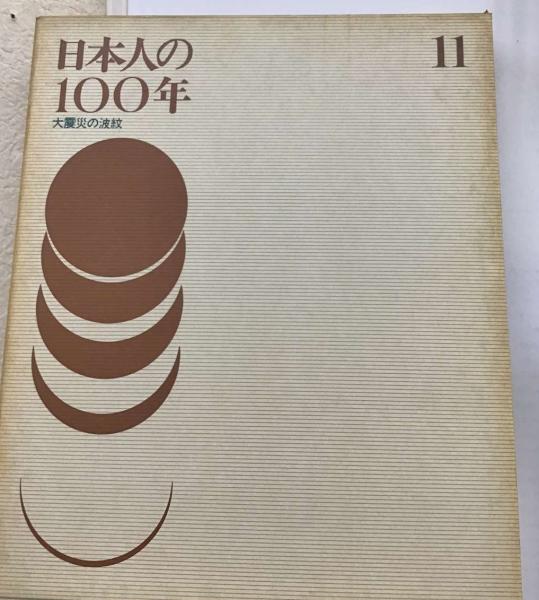 日本人の
100年
大震災の波紋
11